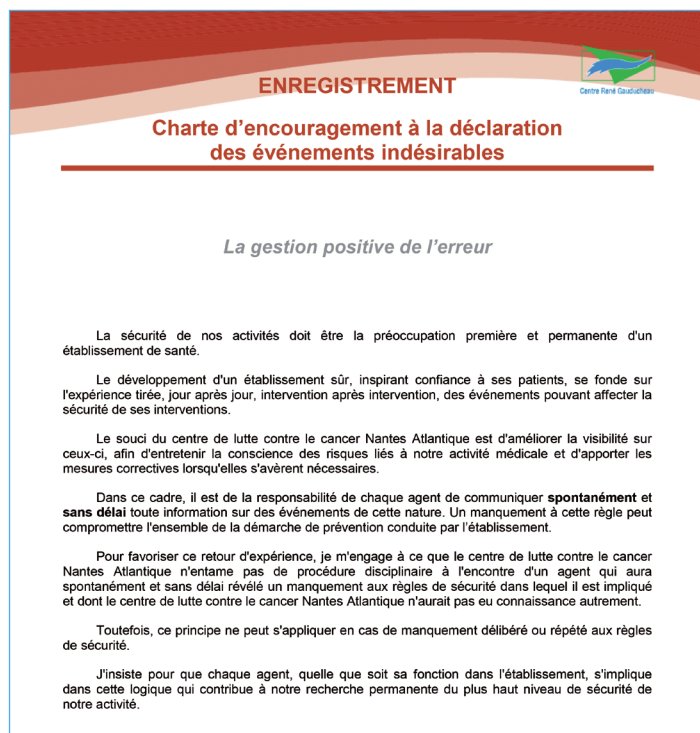 ENREGISTREMENT
Centre René Gauducheau
Charte d'encouragement à la déclaration
des événements indésirables
La gestion positive de l'erreur
La sécurité de nos activités doit être la préoccupation première et permanente d'un
établissement de santé.
Le développement d'un établissement sûr, inspirant confiance à ses patients, se fonde sur
l'expérience tirée, jour après jour, intervention après intervention, des événements pouvant affecter la
sécurité de ses interventions.
Le souci du centre de lutte contre le cancer Nantes Atlantique est d'améliorer la visibilité sur
ceux-ci, afin d'entretenir la conscience des risques liés à notre activité médicale et d'apporter les
mesures correctives lorsqu'elles s'avèrent nécessaires.
Dans ce cadre, il est de la responsabilité de chaque agent de communiquer spontanément et
sans délai toute information sur des événements de cette nature. Un manquement à cette règle peut
compromettre l'ensemble de la démarche de prévention conduite par l'établissement.
Pour favoriser ce retour d'expérience, je m'engage à ce que le centre de lutte contre le cancer
Nantes Atlantique n'entame pas de procédure disciplinaire à l'encontre d'un agent qui aura
spontanément et sans délai révélé un manquement aux règles de sécurité dans lequel il est impliqué
et dont le centre de lutte contre le cancer Nantes Atlantique n'aurait pas eu connaissance autrement.
Toutefois, ce principe ne peut s'appliquer en cas de manquement délibéré ou répété aux règles
de sécurité.
J'insiste pour que chaque agent, quelle que soit sa fonction dans l'établissement, s'implique
dans cette logique qui contribue à notre recherche permanente du plus haut niveau de sécurité de
notre activité.